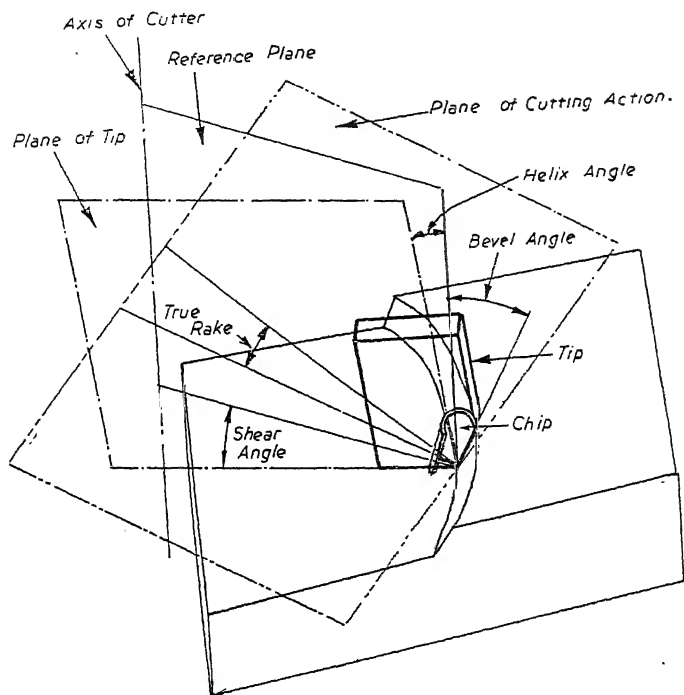 Axis of Cutter
Reference Plane
Plane of Cutting Action.
Plane of Tip
Helix Angle
Bevel Angle
True
Rake
Tip
Chip
Shear
Angle